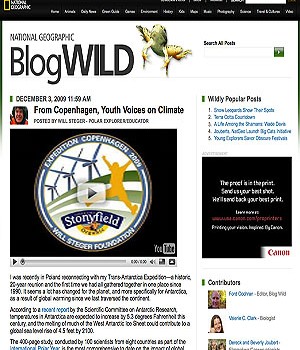 NATIONAL GEOGRAPHIC
Home
Animals
Daily News
Games
Kids
Maps
Music
Photography
Science
Travel & Cultures
Video
NATIONAL GEOGRAPHIC
BlogWILD
Search All Posts
DECEMBER 3, 2009 11:59 AM
From Copenhagen, Youth Voices on Climate
POSTED BY WILL STEGER - POLAR EXPLORER/EDUCATOR
EXPEDITION COPENHAGEN 2009
Stonyfield
WILL STEGER FOUNDATION
You Tube
I was recently in Poland reconnecting with my Trans-Antarctica Expedition—a historic,
20-year reunion and the first time we had all gathered together in one place since
1990. It seems a lot has changed for the planet, and more specifically for Antarctica,
as a result of global warming since we last traversed the continent.
According to a recent report by the Scientific Committee on Antarctic Research,
temperatures in Antarctica are expected to increase by 5.3 degrees Fahrenheit this
century, and the melting of much of the West Antarctic Ice Sheet could contribute to a
global sea level rise of 4.5 feet by 2100.
The 400-page study, conducted by 100 scientists from eight countries as part of the
International Polar Year, is the most comprehensive to date on the impact of global
Wildly Popular Posts
1. Snow Leopards Show Their Spots
2. Terra Cotta Countdown
3. A Life Among the Shamans: Wade Davis
4. Jouberts, NatGeo Launch Big Cats Initiative
5. Young Explorers Savor Obsessive Features
ADVERTISEMENT
The proof is in the print.
Send us your best shot.
We'll send back your best print.
Canon
Contributors
Ford Cochran - Editor, Blog Wild
Valerie C. Clark - Biologist
Dereck and Beverly Joubert -